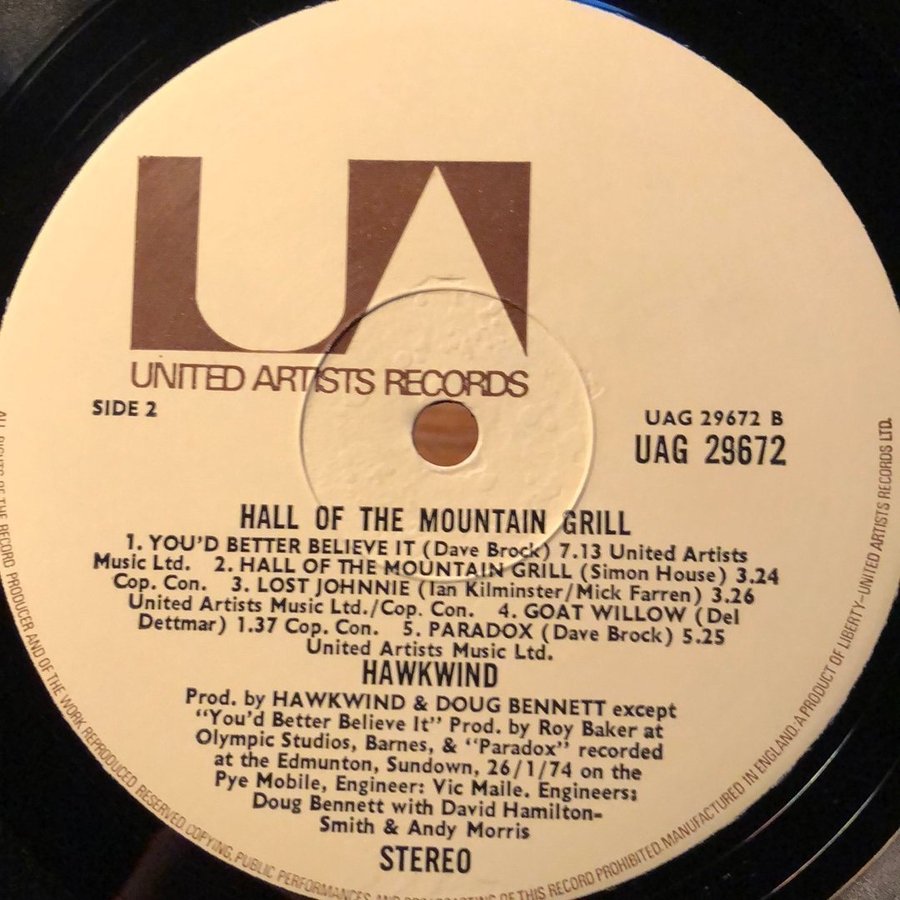 UA
UNITED ARTISTS RECORDS
SIDE 2
UAG 29672 B
UAG 29672
HALL OF THE MOUNTAIN GRILL
1. YOU'D BETTER BELIEVE IT (Dave Brock) 7.13 United Artists
Music Ltd. 2. HALL OF THE MOUNTAIN GRILL (Simon House) 3.24
Cop. Con. 3. LOST JOHNNIE (Ian Kilminster/Mick Farren) 3.26
United Artists Music Ltd./Cop. Con. 4. GOAT WILLOW (Del
Dettmar) 1.37 Cop. Con. 5. PARADOX (Dave Brock) 5.25
United Artists Music Ltd.
HAWKWIND
Prod. by HAWKWIND & DOUG BENNETT except
"You'd Better Believe It" Prod. by Roy Baker at
Olympic Studios, Barnes, & "Paradox" recorded
at the Edmunton, Sundown, 26/1/74 on the
Pye Mobile, Engineer: Vic Maile. Engineers:
Doug Bennett with David Hamilton-
Smith & Andy Morris
STEREO
ALL RIGHTS OF THE RECORD PRODUCER AND OF THE WORK REPRODUCED RESERVED. COPYING, PUBLIC PERFORMANCES AND BROADCASTING OF THIS RECORD PROHIBITED. MANUFACTURED IN ENGLAND. A PRODUCT OF LIBERTY-UNITED ARTISTS RECORDS LTD.